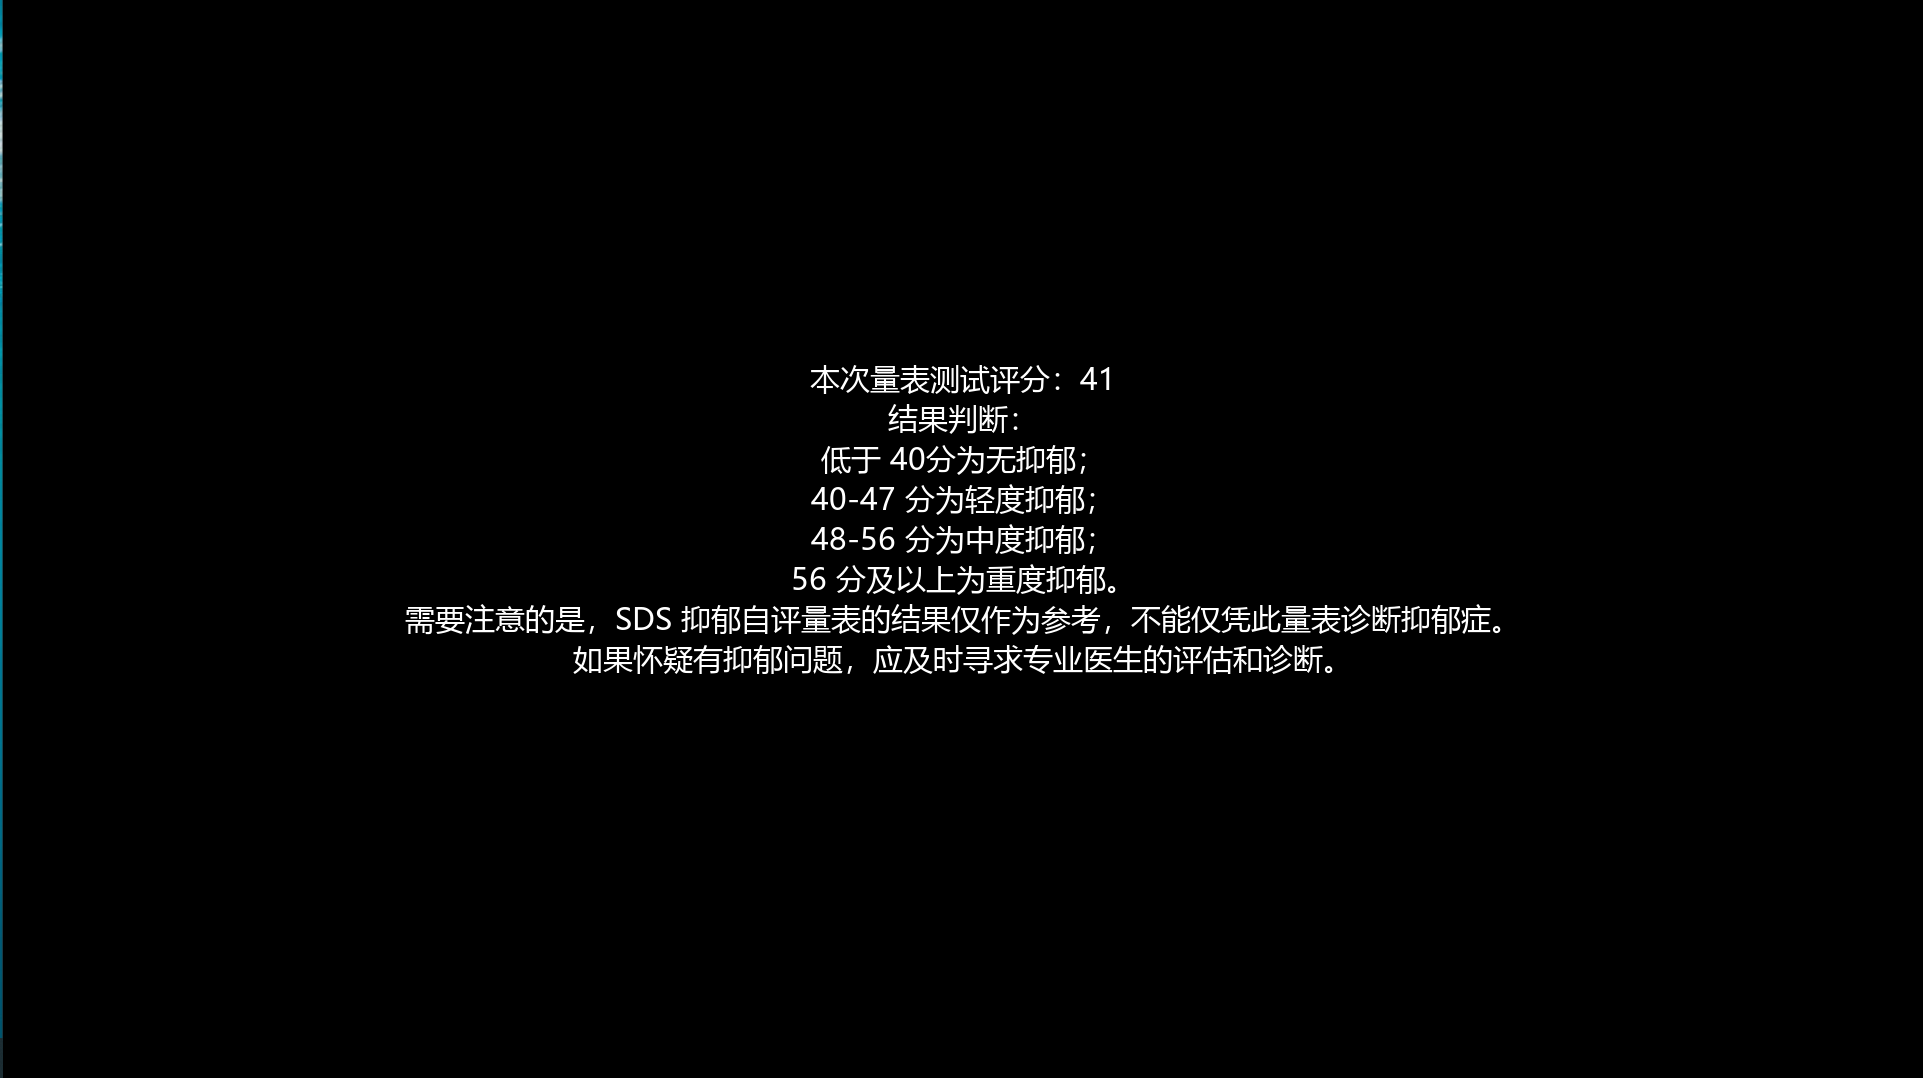 本次量表测试评分：41
结果判断：
低于 40分为无抑郁；
40-47 分为轻度抑郁；
48-56 分为中度抑郁；
56 分及以上为重度抑郁。
需要注意的是，SDS 抑郁自评量表的结果仅作为参考，不能仅凭此量表诊断抑郁症。
如果怀疑有抑郁问题，应及时寻求专业医生的评估和诊断。